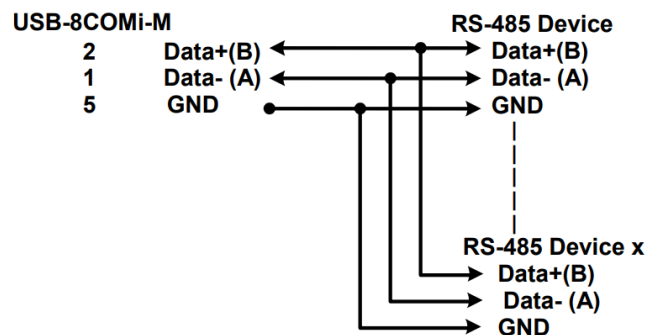 USB-8COMi-M RS-485 Device
2 Data+(B) Data+(B)
1 Data- (A) Data- (A)
5 GND GND
RS-485 Device x
Data+(B)
Data- (A)
GND